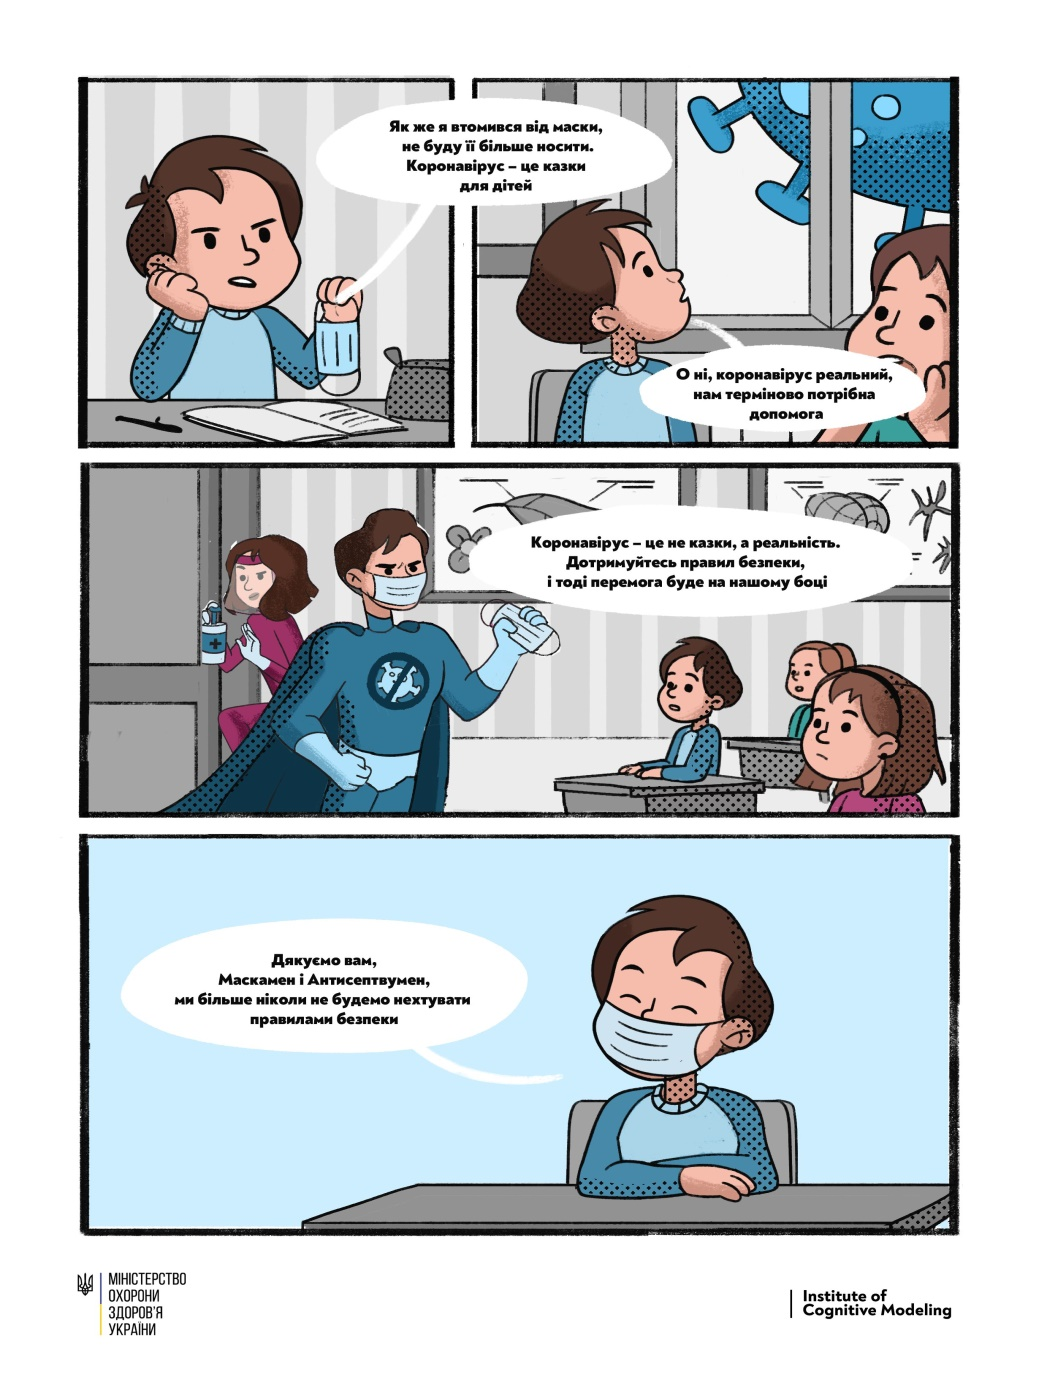 Як же я втомився від маски,
не буду її більше носити.
Коронавірус – це казки
для дітей
О ні, коронавірус реальний,
нам терміново потрібна
допомога
Коронавірус – це не казки, а реальність.
Дотримуйтесь правил безпеки,
і тоді перемога буде на нашому боці
Дякуємо вам,
Маскамен і Антисептвумен,
ми більше ніколи не будемо нехтувати
правилами безпеки
МІНІСТЕРСТВО
ОХОРОНИ
ЗДОРОВ'Я
УКРАЇНИ
Institute of
Cognitive Modeling